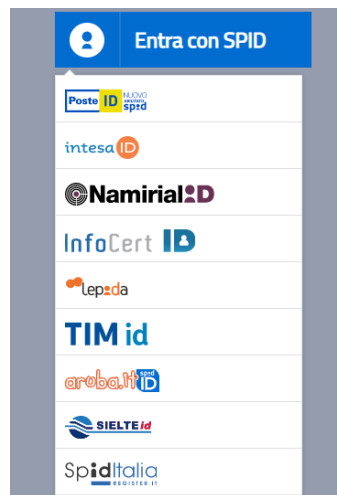 Entra con SPID
Poste ID NUOVO
spid
intesa ID
Namirial ID
InfoCert ID
Lepida
TIM id
aruba.it spid ID
SIELTE id
SpidItalia
REGISTER.IT